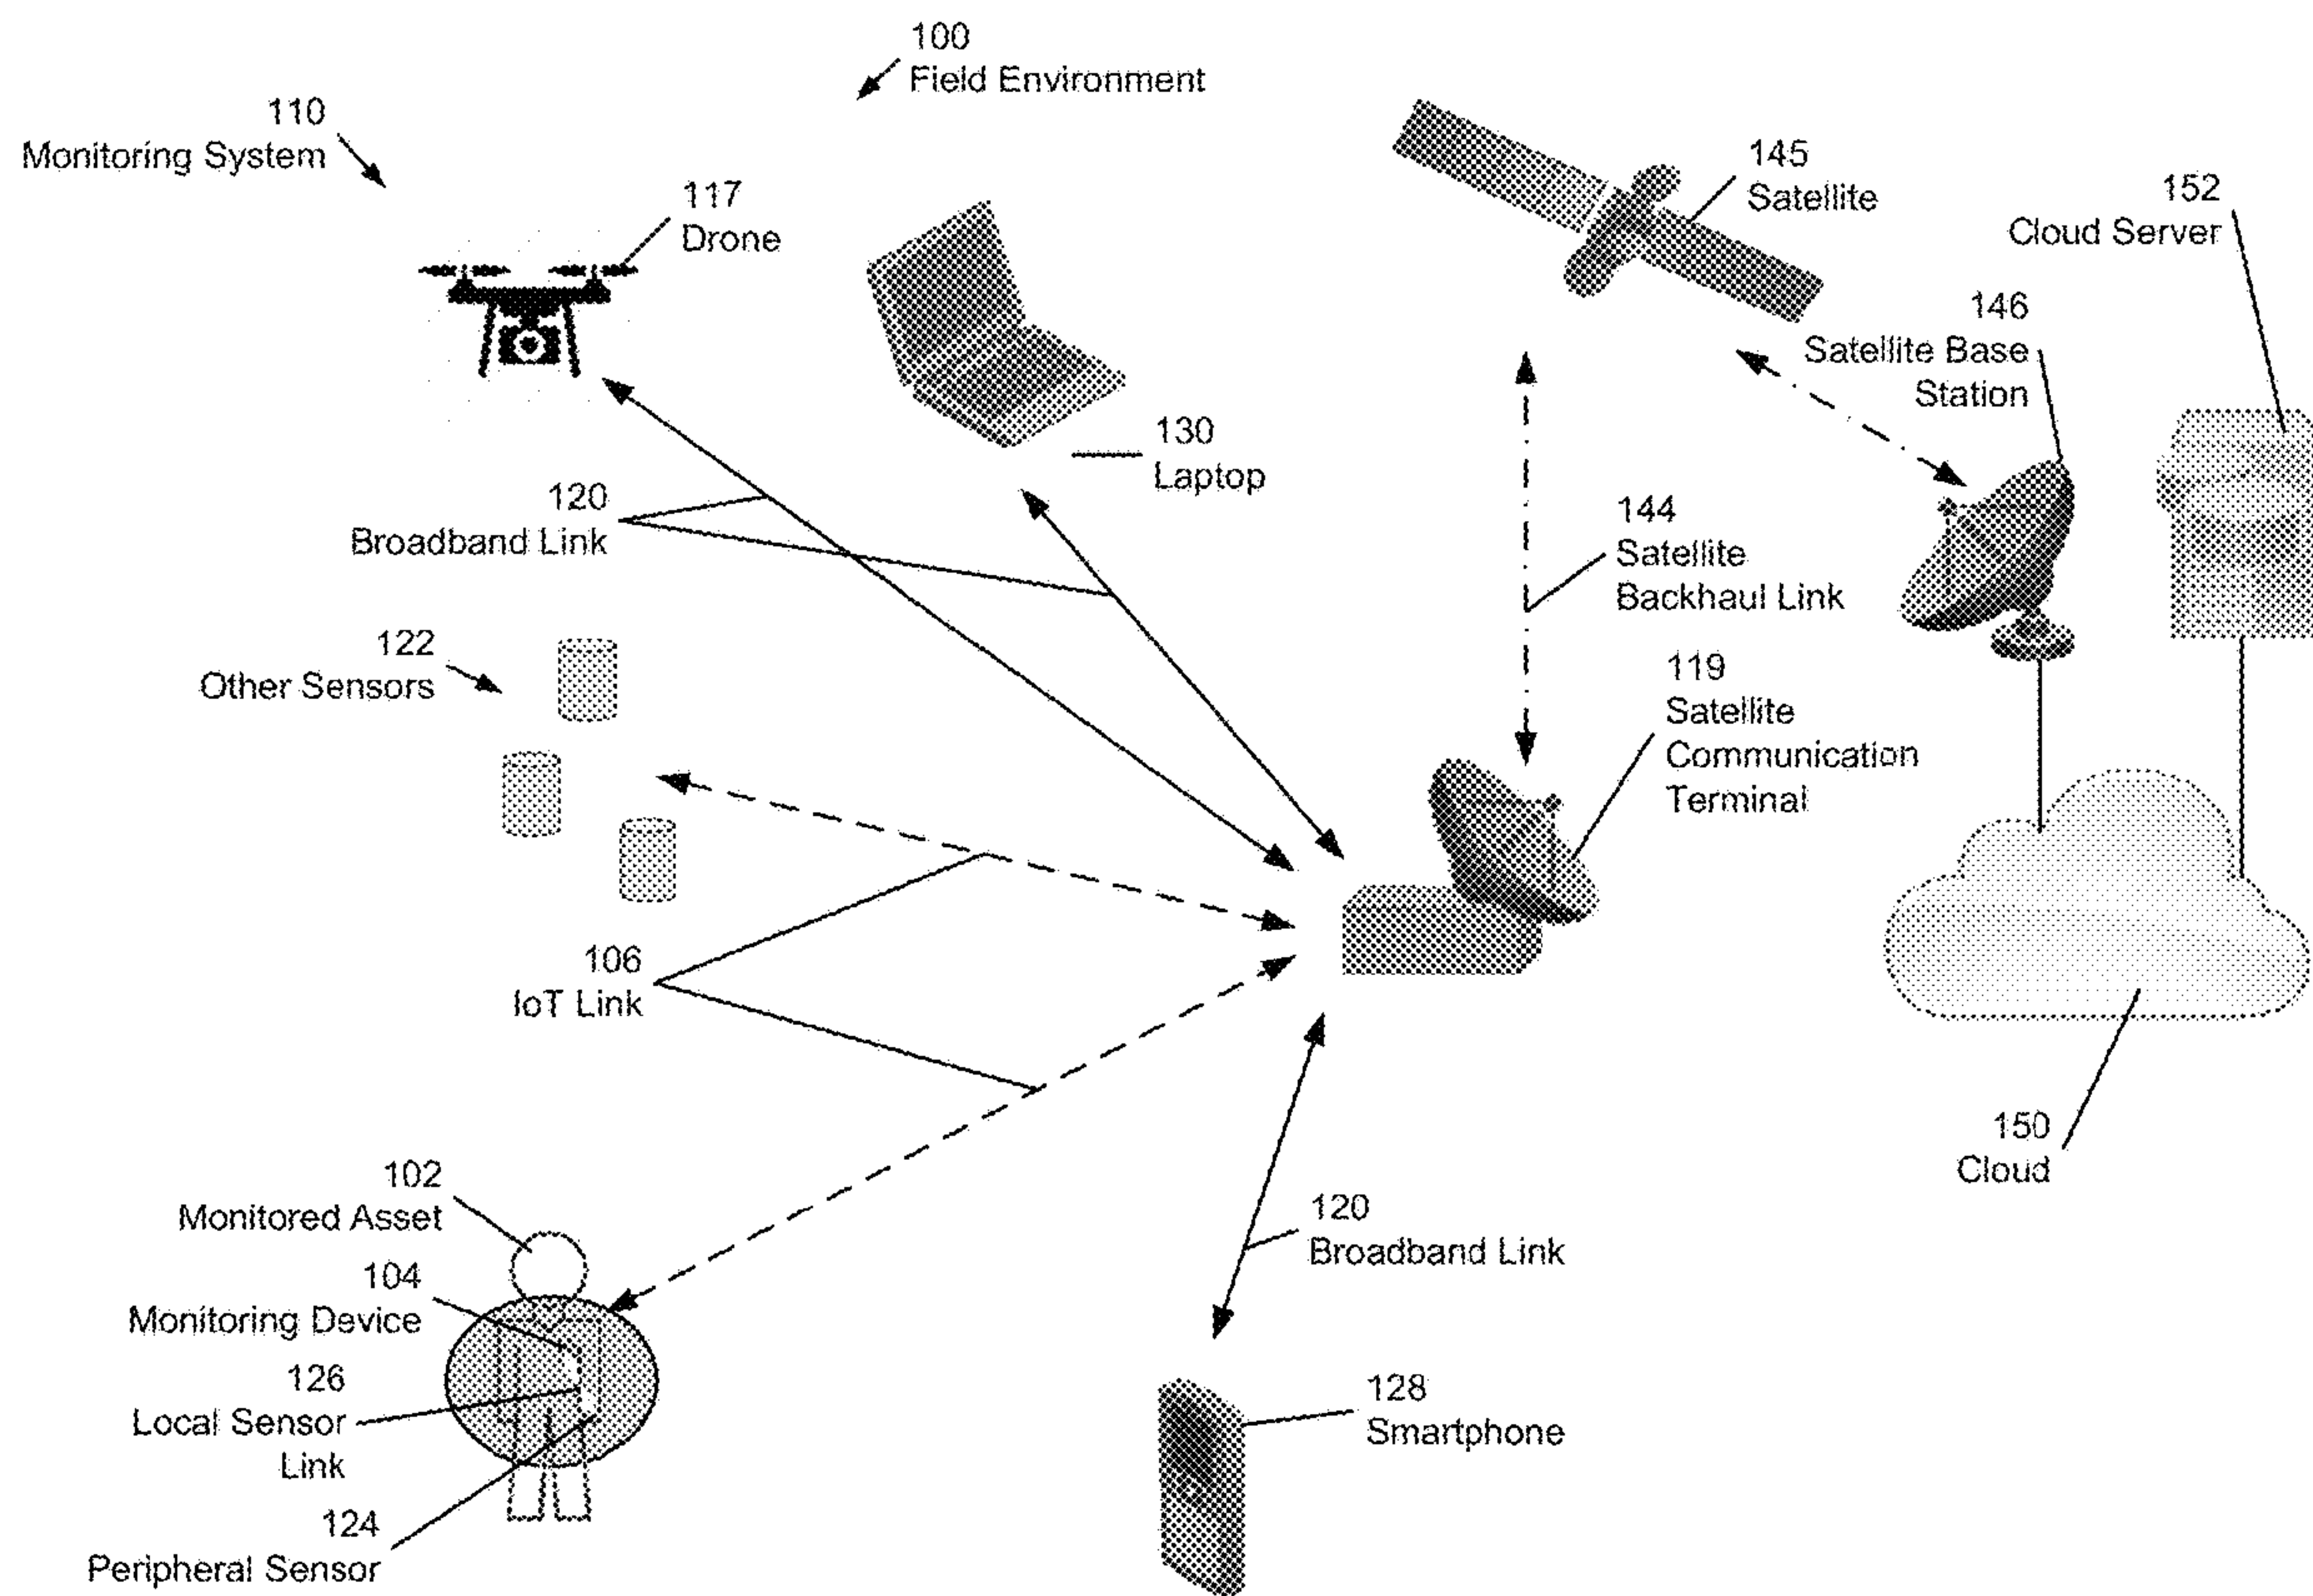 100
Field Environment
110
Monitoring System
117
Drone
145
Satellite
152
Cloud Server
146
Satellite Base
Station
130
Laptop
120
Broadband Link
144
Satellite
Backhaul Link
122
Other Sensors
119
Satellite
Communication
Terminal
106
IoT Link
150
Cloud
102
Monitored Asset
104
Monitoring Device
126
Local Sensor
Link
124
Peripheral Sensor
120
Broadband Link
128
Smartphone